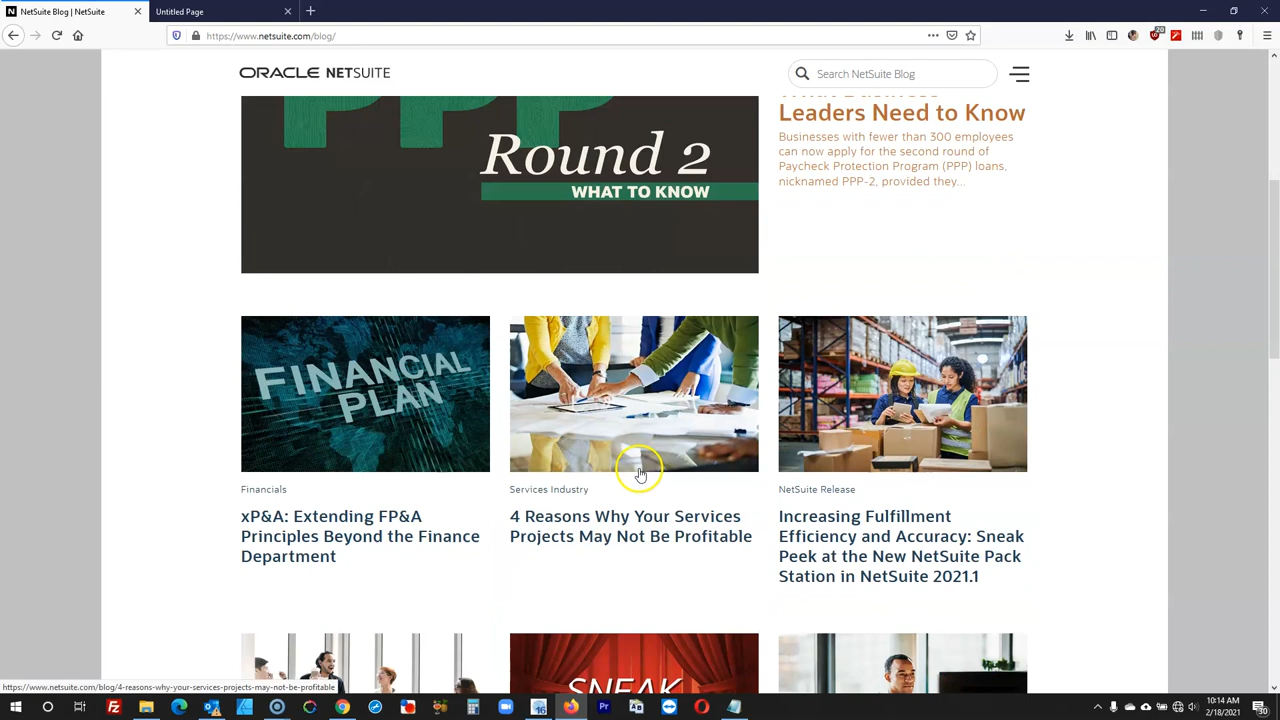 NetSuite Blog | NetSuite
Untitled Page
https://www.netsuite.com/blog/
20
ORACLE NETSUITE
Search NetSuite Blog
PPP
Round 2
WHAT TO KNOW
Leaders Need to Know
Businesses with fewer than 300 employees
can now apply for the second round of
Paycheck Protection Program (PPP) loans,
nicknamed PPP-2, provided they...
FINANCIAL
PLAN
Financials
xP&A: Extending FP&A
Principles Beyond the Finance
Department
Services Industry
4 Reasons Why Your Services
Projects May Not Be Profitable
NetSuite Release
Increasing Fulfillment
Efficiency and Accuracy: Sneak
Peek at the New NetSuite Pack
Station in NetSuite 2021.1
SNEAK
https://www.netsuite.com/blog/4-reasons-why-your-services-projects-may-not-be-profitable
10:14 AM
2/18/2021
30